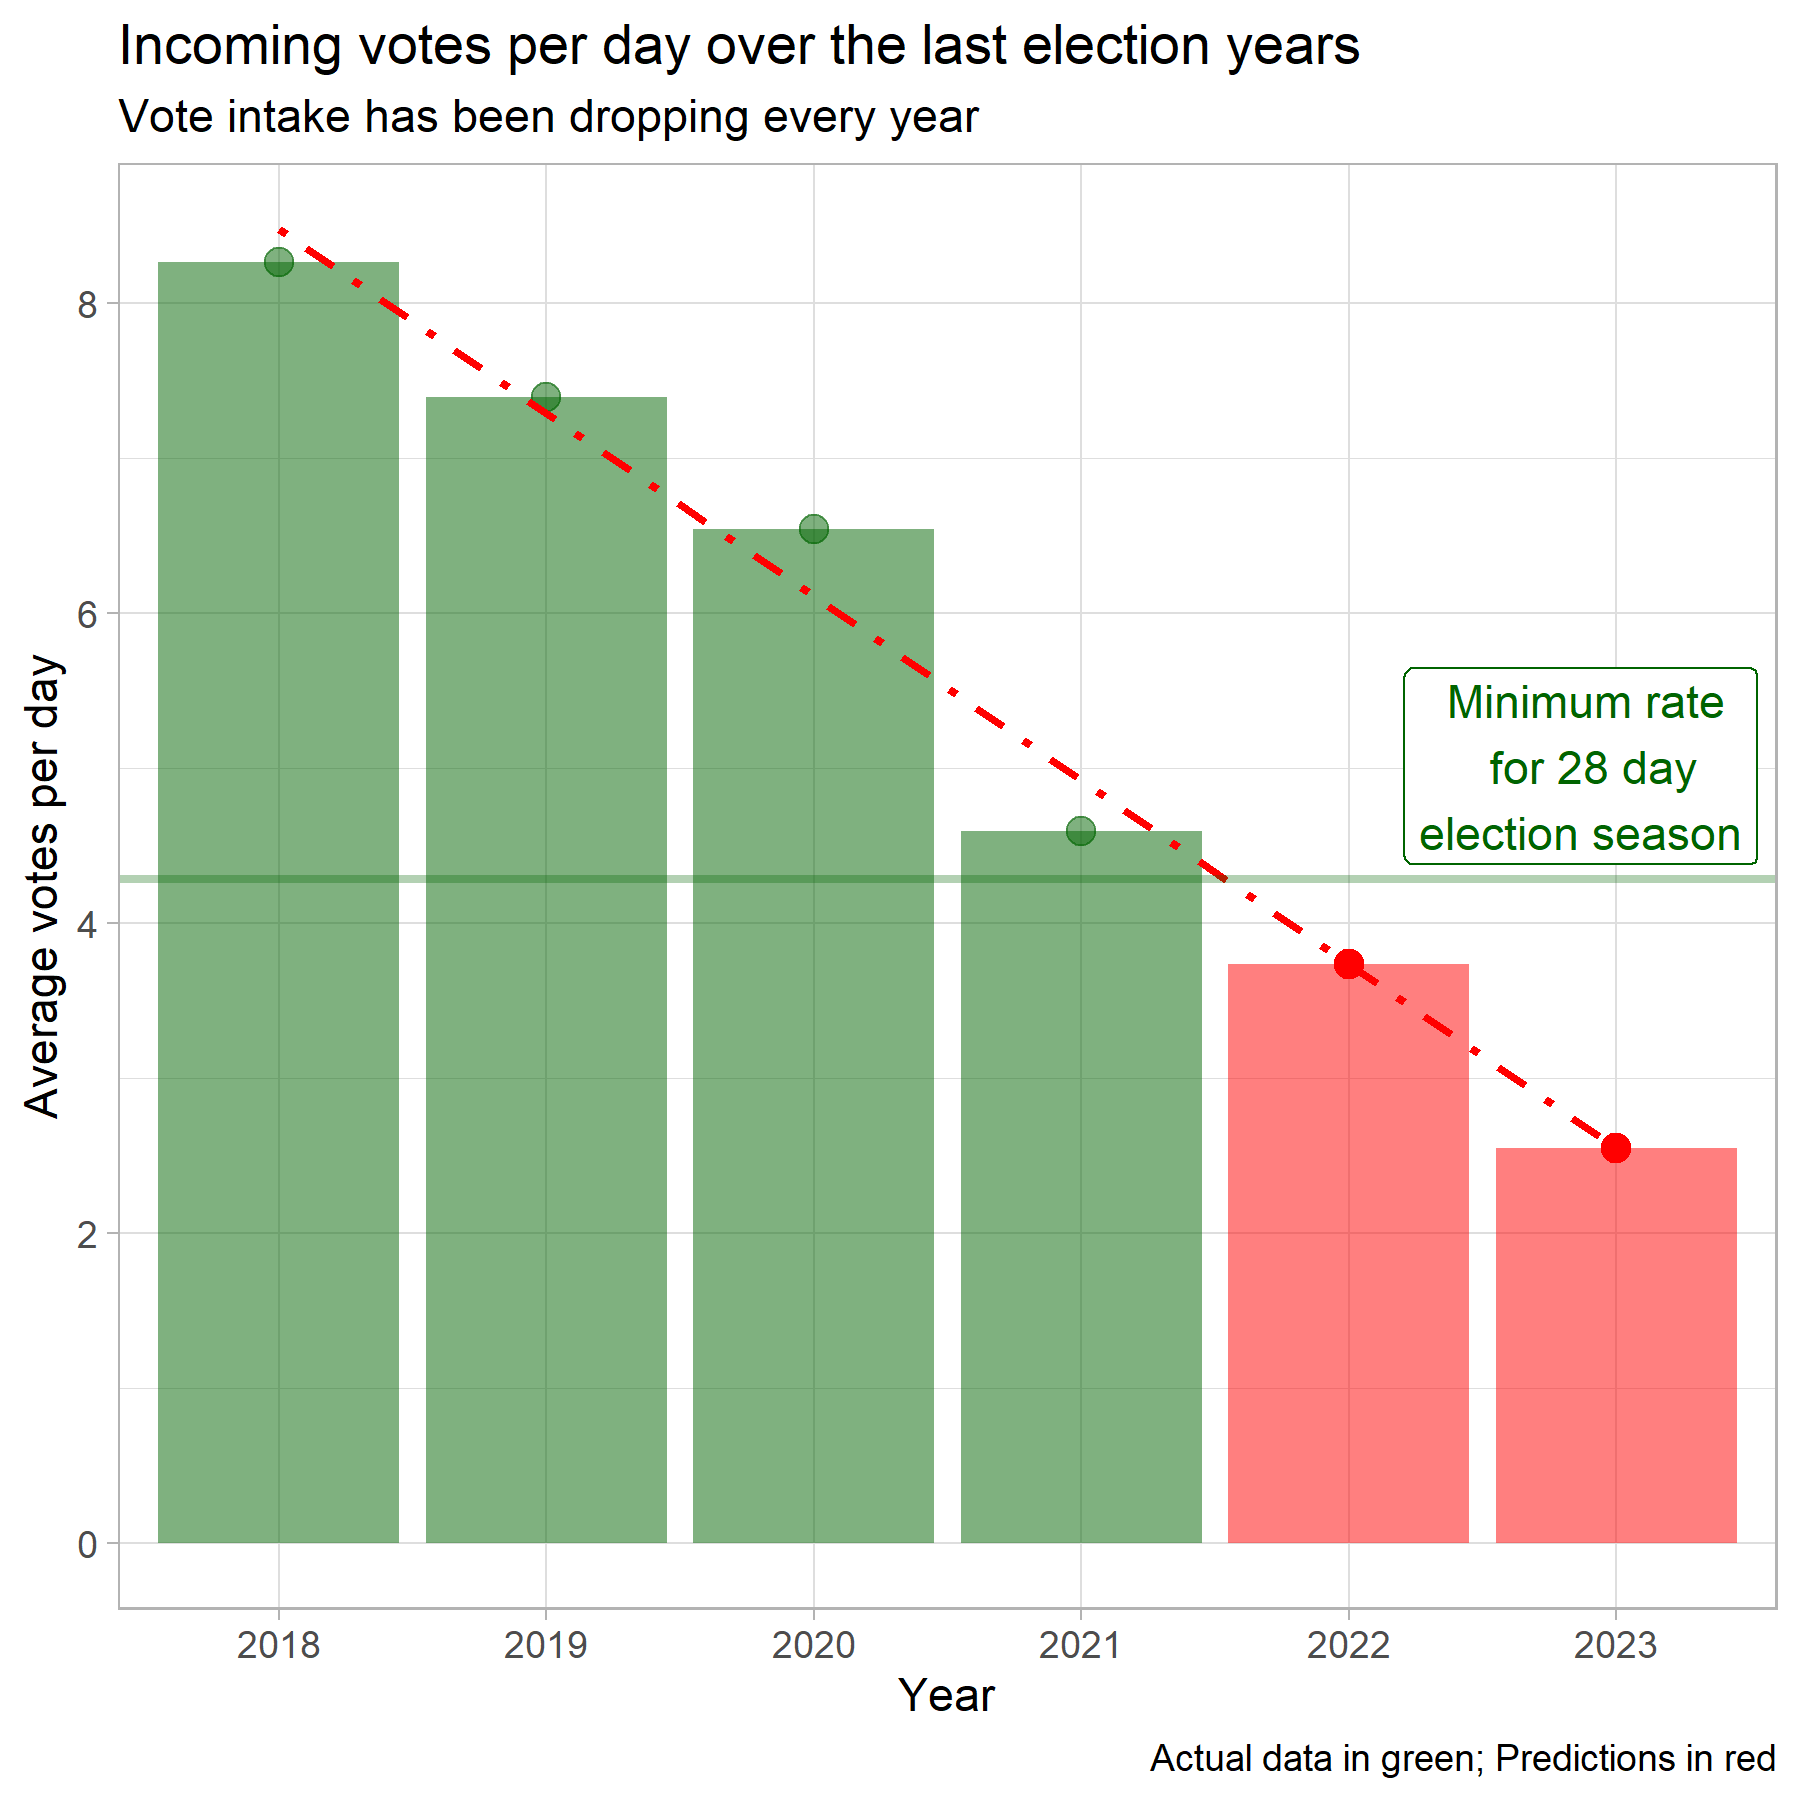 Incoming votes per day over the last election years
Vote intake has been dropping every year
Average votes per day
8
6
4
2
0
Minimum rate
for 28 day
election season
2018 2019 2020 2021 2022 2023
Year
Actual data in green; Predictions in red